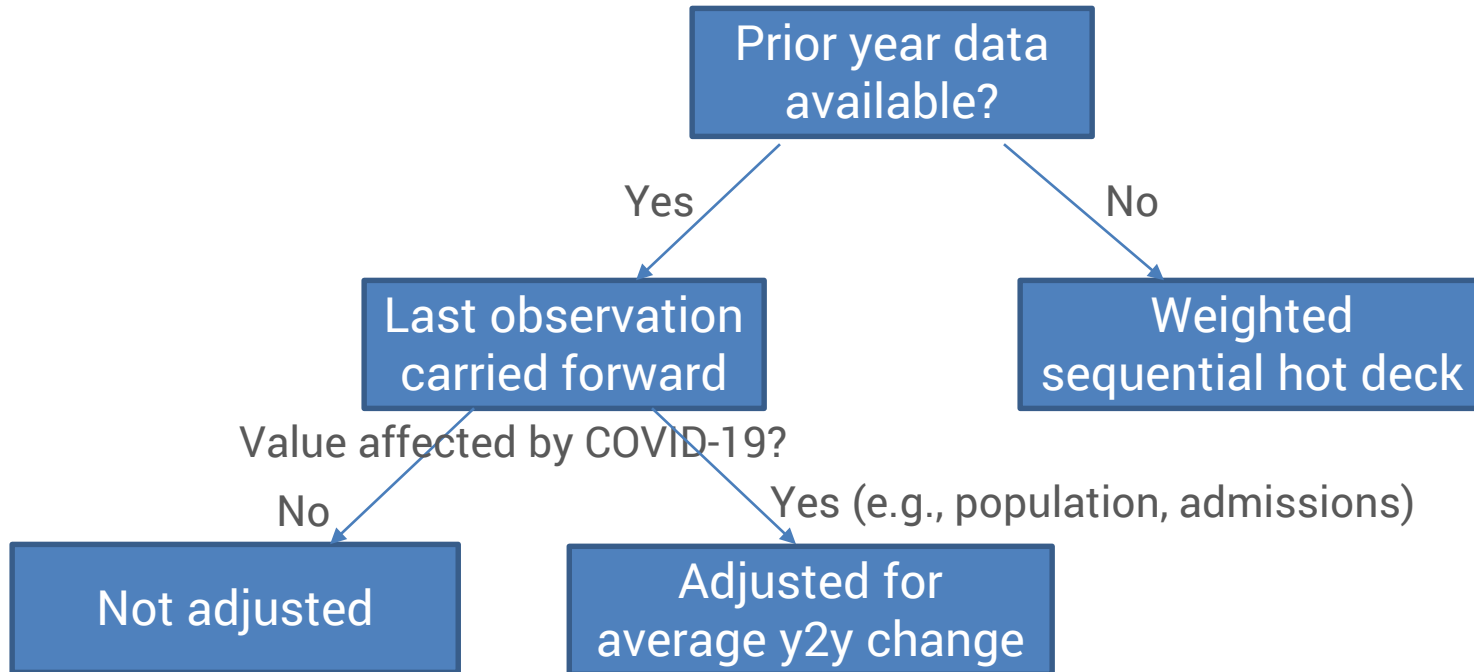 Prior year data
available?
Yes
No
Last observation
carried forward
Weighted
sequential hot deck
Value affected by COVID-19?
No
Yes (e.g., population, admissions)
Not adjusted
Adjusted for
average y2y change